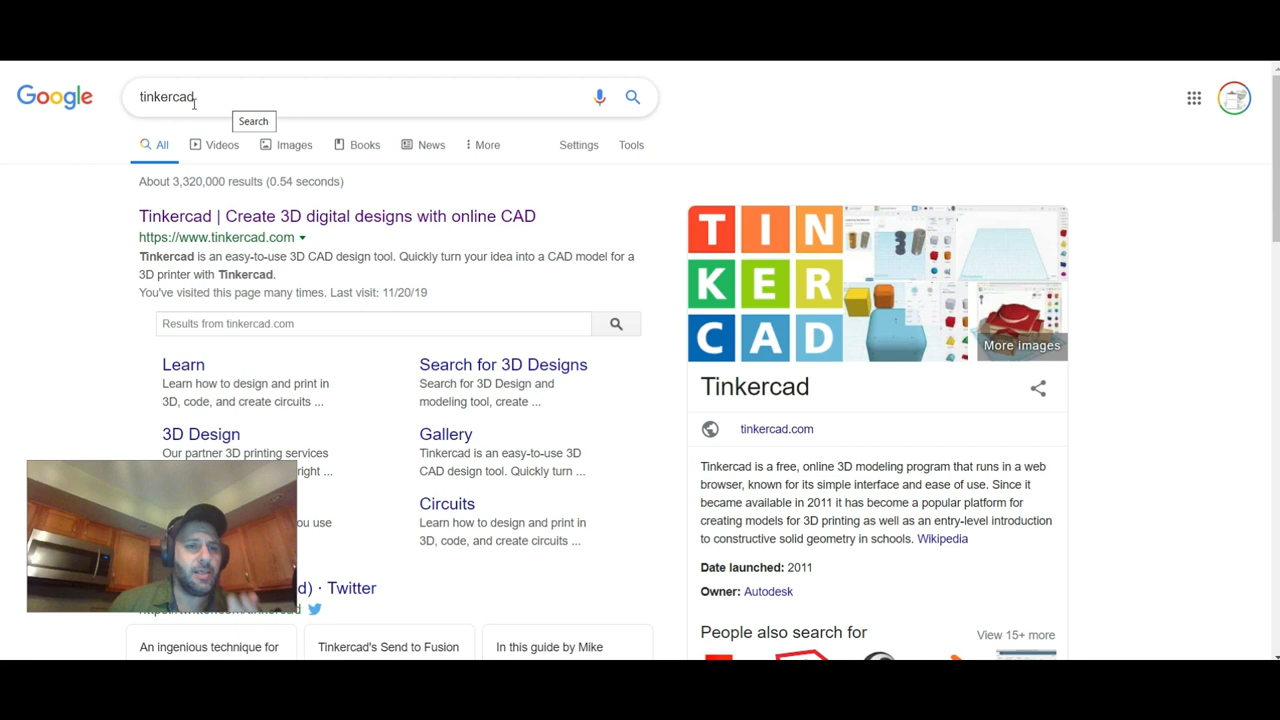 Google
tinkercad
Search
All
Videos
Images
Books
News
More
Settings
Tools
About 3,320,000 results (0.54 seconds)
Tinkercad | Create 3D digital designs with online CAD
https://www.tinkercad.com
Tinkercad is an easy-to-use 3D CAD design tool. Quickly turn your idea into a CAD model for a
3D printer with Tinkercad.
You've visited this page many times. Last visit: 11/20/19
Results from tinkercad.com
Learn
Learn how to design and print in
3D, code, and create circuits ...
Search for 3D Designs
Search for 3D Design and
modeling tool, create ...
3D Design
Our partner 3D printing services
right ...
Gallery
Tinkercad is an easy-to-use 3D
CAD design tool. Quickly turn ...
ou use
Circuits
Learn how to design and print in
3D, code, and create circuits ...
d) · Twitter
An ingenious technique for
Tinkercad's Send to Fusion
In this guide by Mike
TIN
KER
CAD
More images
Tinkercad
tinkercad.com
Tinkercad is a free, online 3D modeling program that runs in a web
browser, known for its simple interface and ease of use. Since it
became available in 2011 it has become a popular platform for
creating models for 3D printing as well as an entry-level introduction
to constructive solid geometry in schools. Wikipedia
Date launched: 2011
Owner: Autodesk
People also search for
View 15+ more